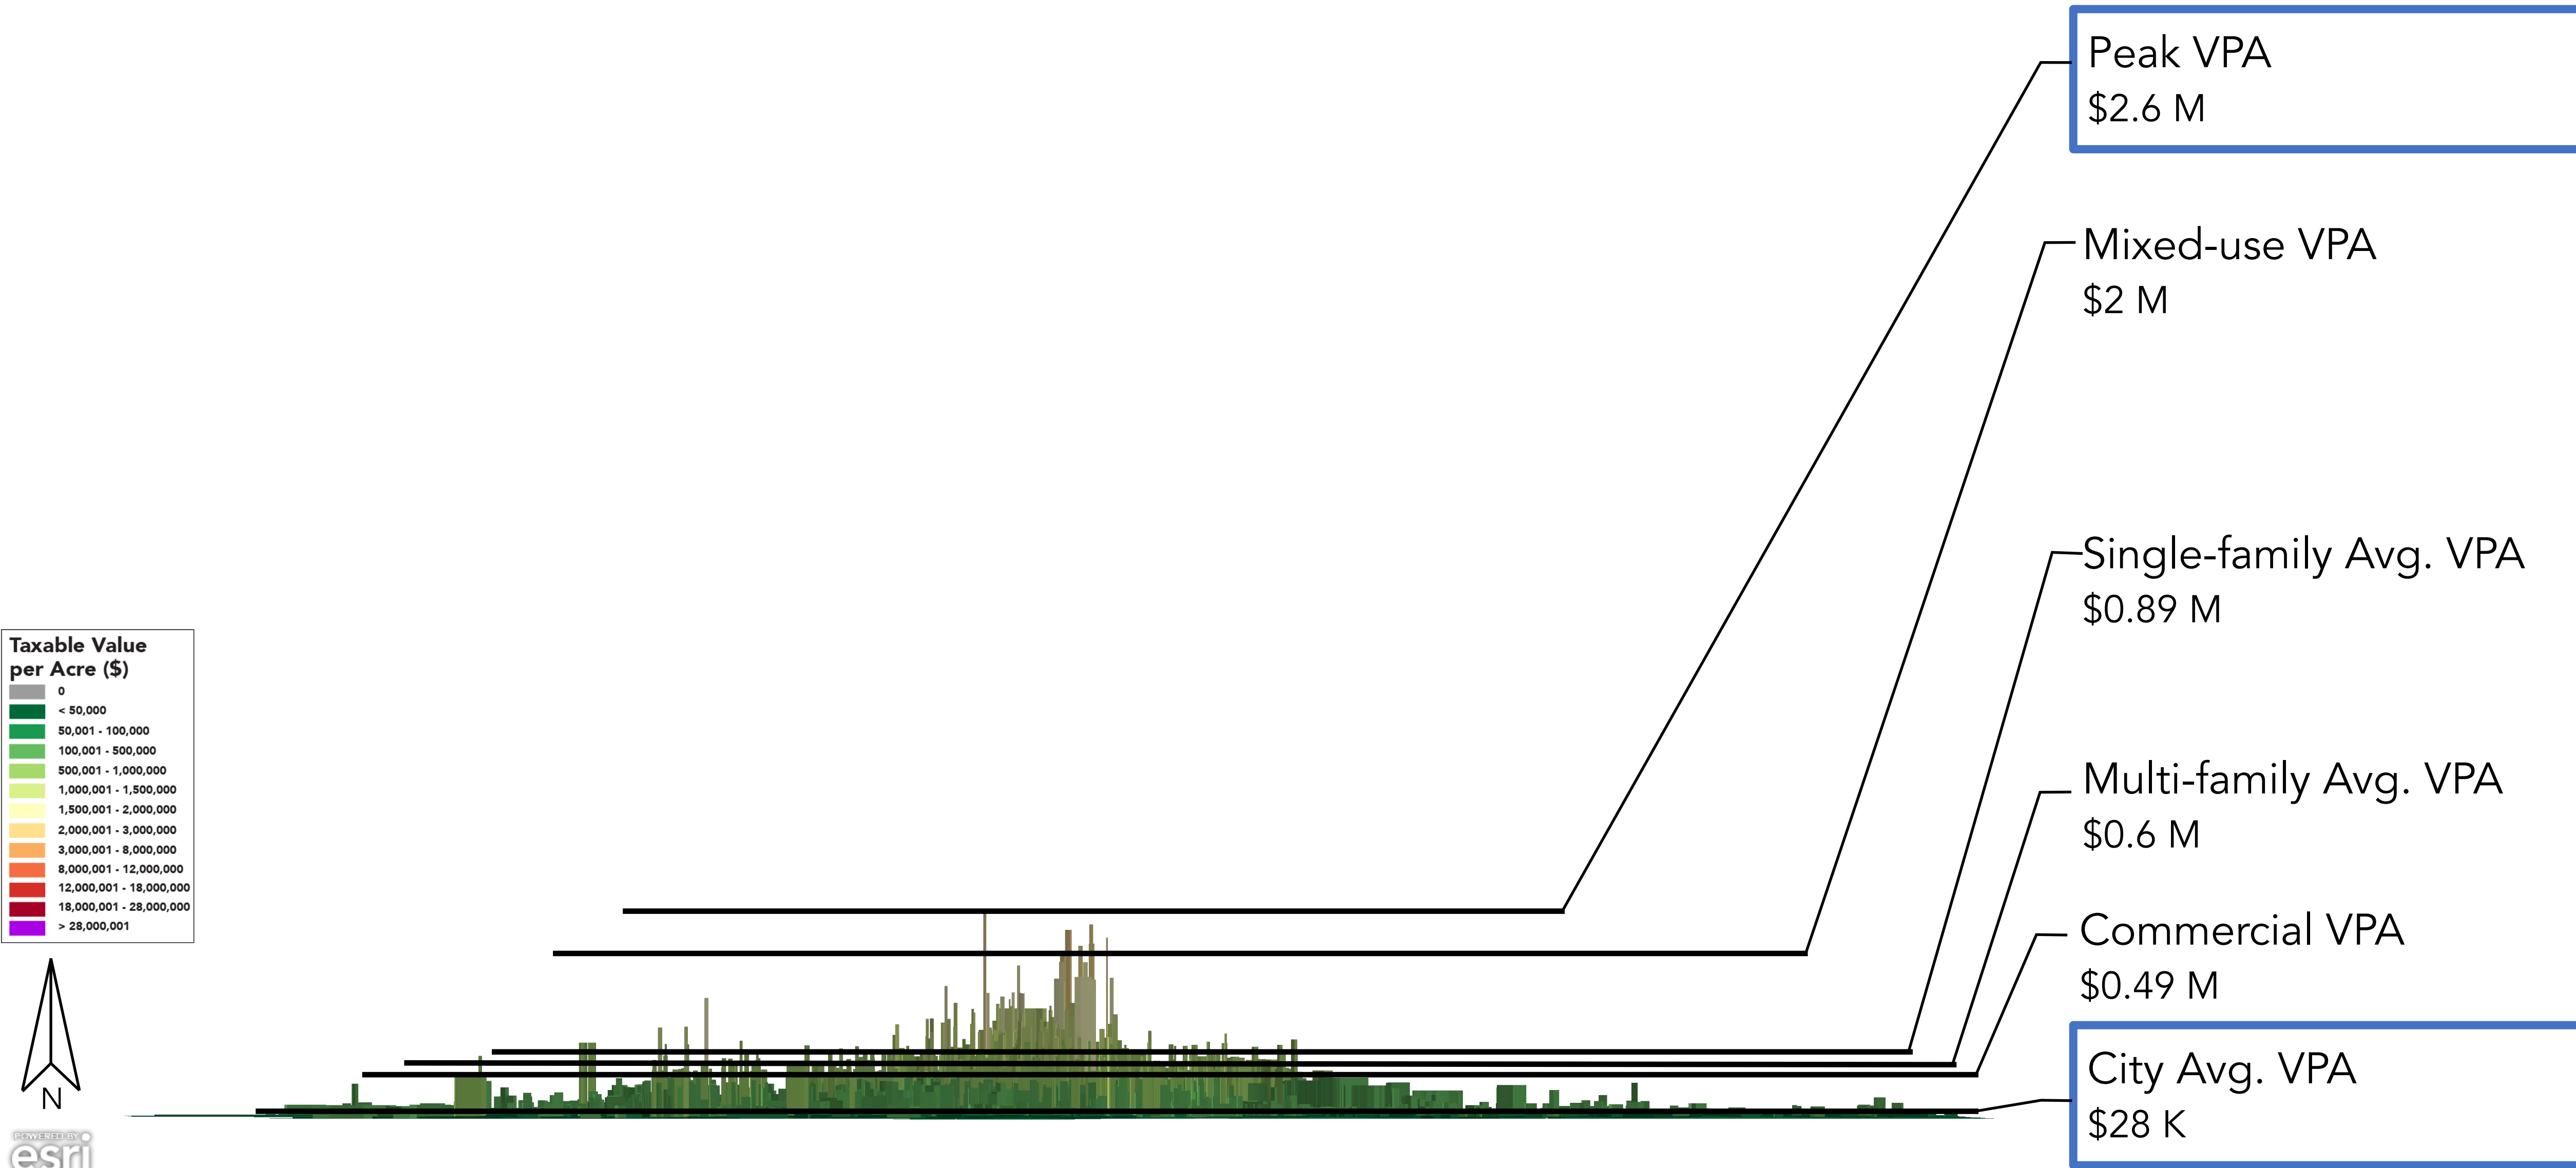 Peak VPA
$2.6 M
Mixed-use VPA
$2 M
Single-family Avg. VPA
$0.89 M
Multi-family Avg. VPA
$0.6 M
Commercial VPA
$0.49 M
City Avg. VPA
$28 K
Taxable Value
per Acre ($)
0
< 50,000
50,001 - 100,000
100,001 - 500,000
500,001 - 1,000,000
1,000,001 - 1,500,000
1,500,001 - 2,000,000
2,000,001 - 3,000,000
3,000,001 - 8,000,000
8,000,001 - 12,000,000
12,000,001 - 18,000,000
18,000,001 - 28,000,000
> 28,000,001
N
POWERED BY
esri